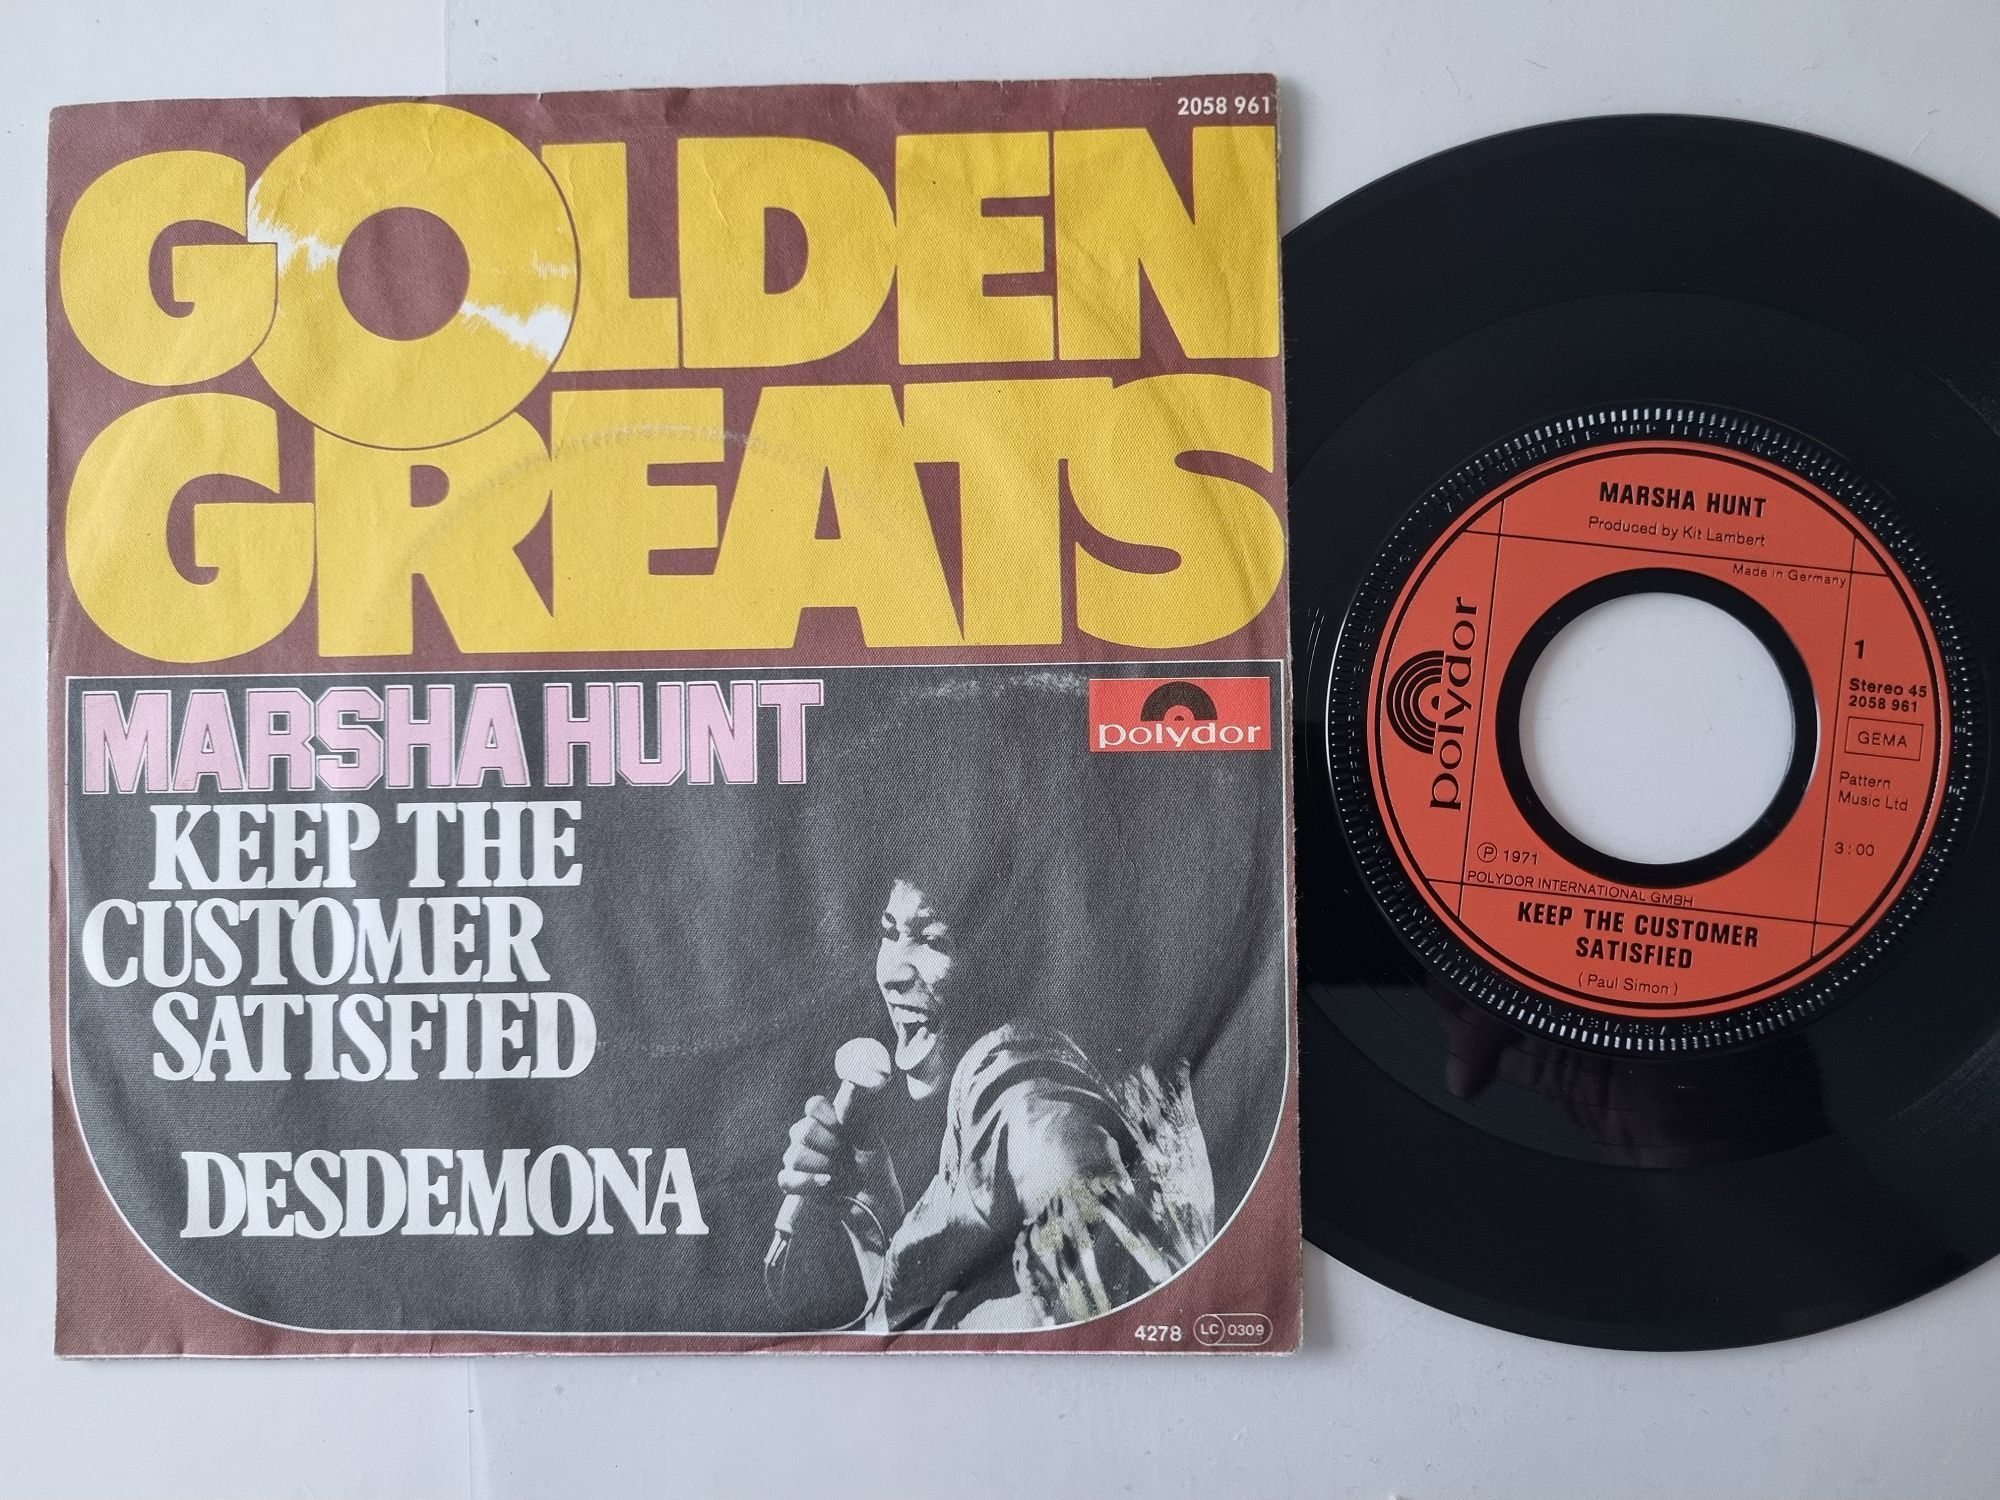 2058 961
GOLDEN
GREATS
MARSHA HUNT
polydor
KEEP THE
CUSTOMER
SATISFIED
DESDEMONA
4278 LC 0309
MARSHA HUNT
Produced by Kit Lambert
Made in Germany
polydor
1
Stereo 45
2058 961
GEMA
Pattern
Music Ltd
3:00
Ⓟ 1971
POLYDOR INTERNATIONAL GMBH
KEEP THE CUSTOMER
SATISFIED
( Paul Simon )